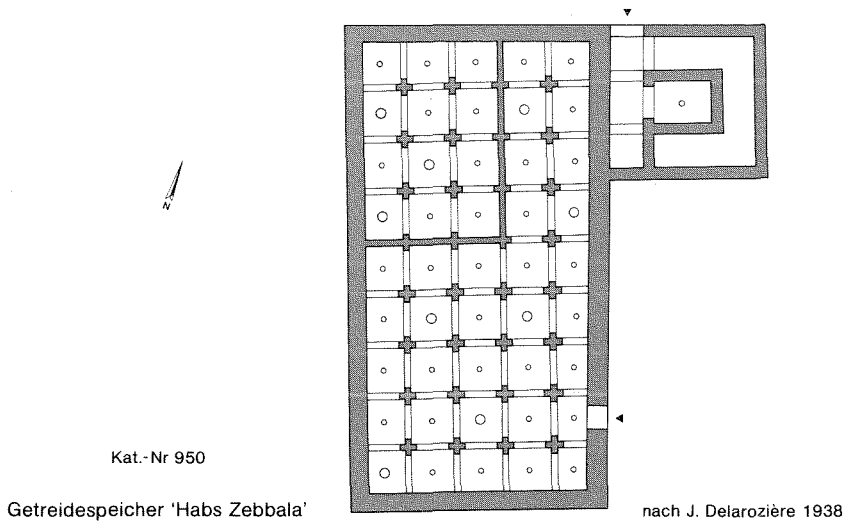 N
Kat.-Nr 950
Getreidespeicher 'Habs Zebbala'
nach J. Delarozière 1938